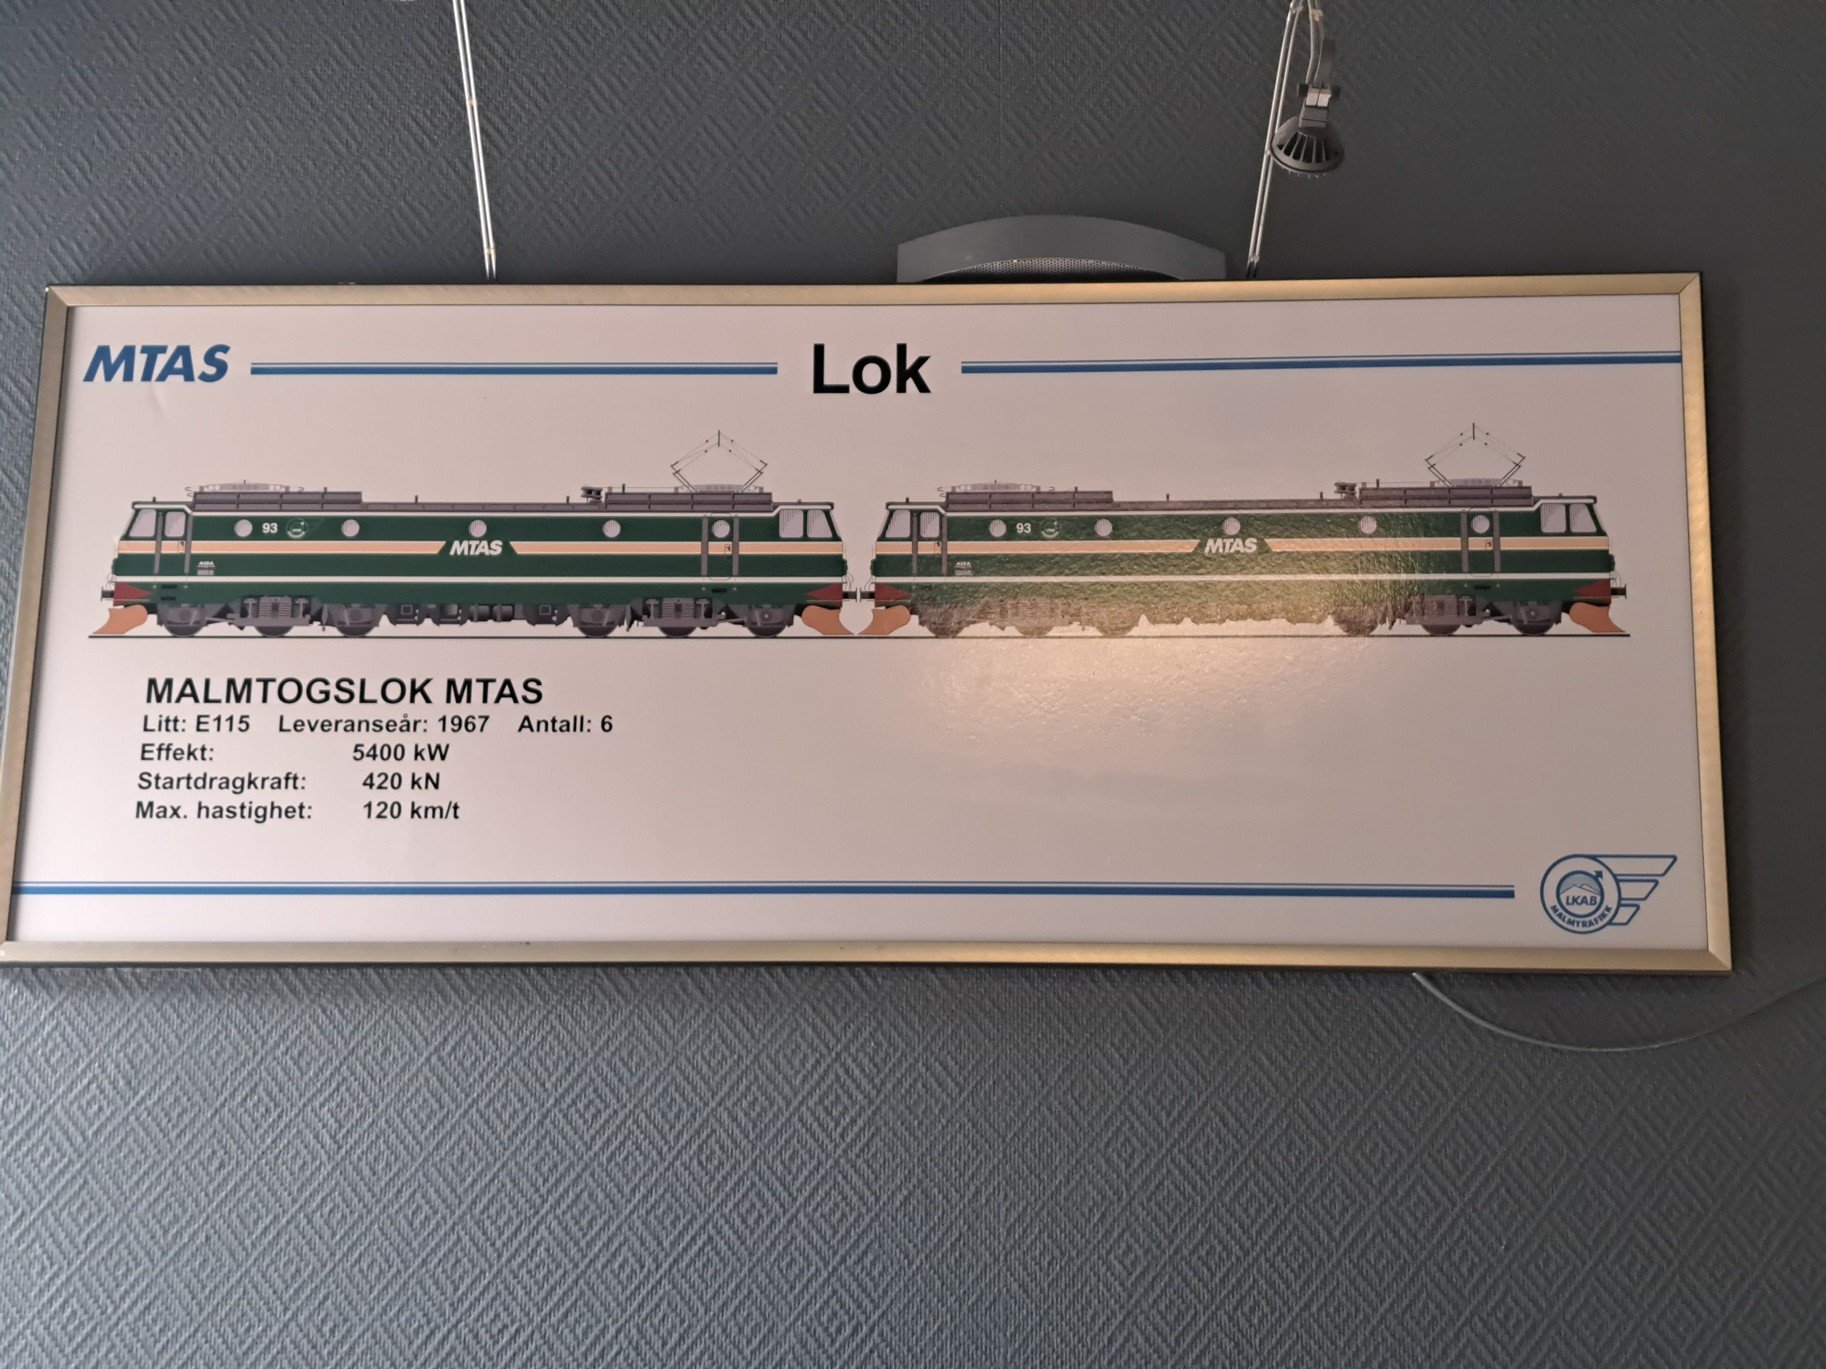 MTAS
Lok
93
MTAS
93
MTAS
MALMTOGSLOK MTAS
Litt: E115 Leveranseår: 1967 Antall: 6
Effekt: 5400 kW
Startdragkraft: 420 kN
Max. hastighet: 120 km/t
LKAB
MALMTRAFIKK